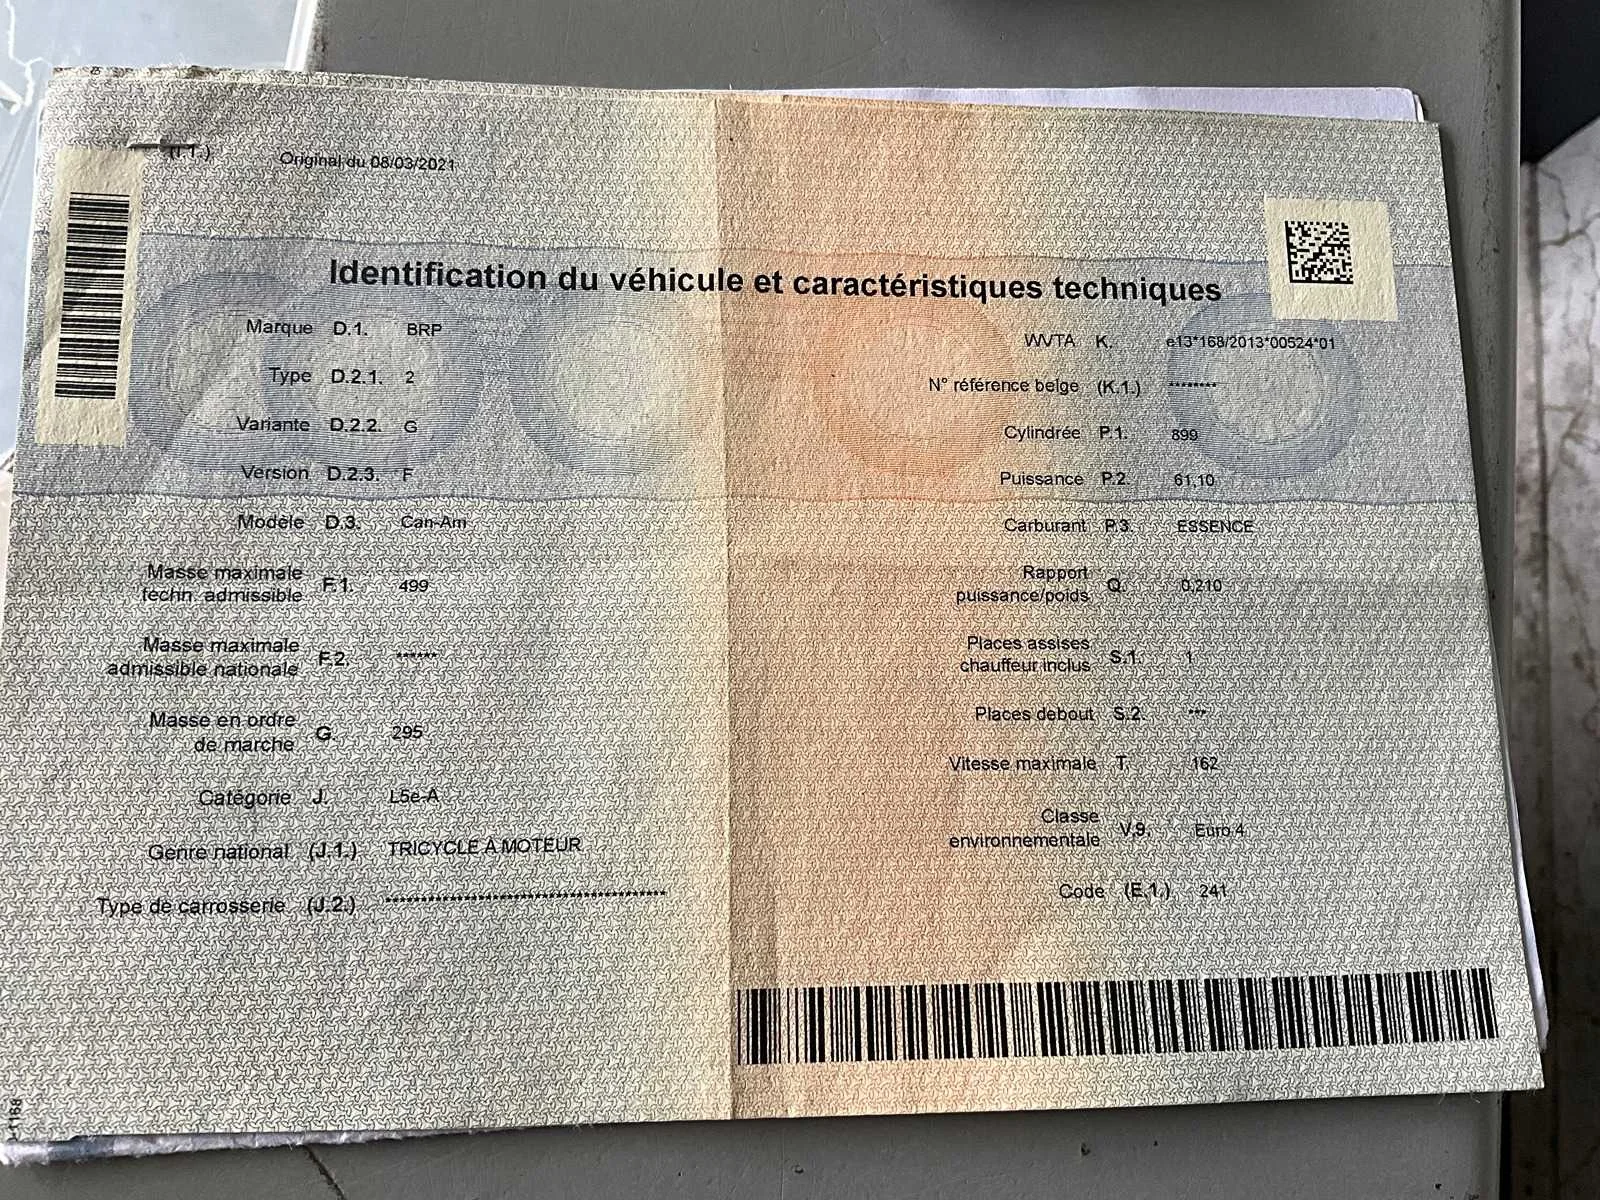 (I.1.) Original du 08/03/2021
Identification du véhicule et caractéristiques techniques
Marque D.1. BRP
Type D.2.1. 2
Variante D.2.2. G
Version D.2.3. F
Modèle D.3. Can-Am
Masse maximale
techn. admissible F.1. 499
Masse maximale
admissible nationale F.2. ******
Masse en ordre
de marche G. 295
Catégorie J. L5e-A
Genre national (J.1.) TRICYCLE À MOTEUR
Type de carrosserie (J.2.) ****************************************
WVTA K. e13*168/2013*00524*01
N° référence belge (K.1.) ********
Cylindrée P.1. 899
Puissance P.2. 61,10
Carburant P.3. ESSENCE
Rapport
puissance/poids Q. 0,210
Places assises
chauffeur inclus S.1. 1
Places debout S.2. ***
Vitesse maximale T. 162
Classe
environnementale V.9. Euro 4
Code (E.1.) 241